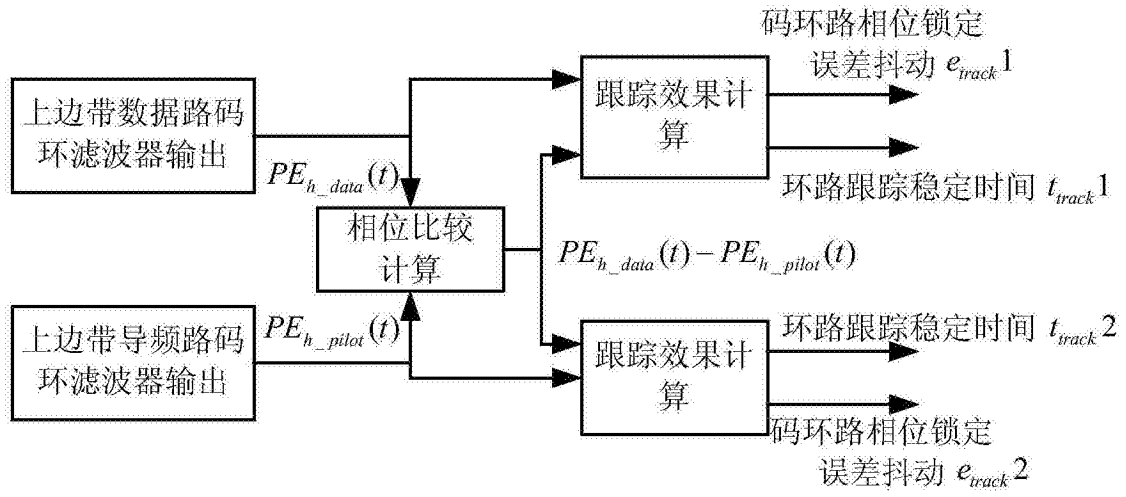 码环路相位锁定
误差抖动 e_track1
上边带数据路码
环滤波器输出
跟踪效果计
算
PE_h_data(t)
环路跟踪稳定时间 t_track1
相位比较
计算
PE_h_data(t) − PE_h_pilot(t)
上边带导频路码
环滤波器输出
PE_h_pilot(t)
跟踪效果计
算
环路跟踪稳定时间 t_track2
码环路相位锁定
误差抖动 e_track2